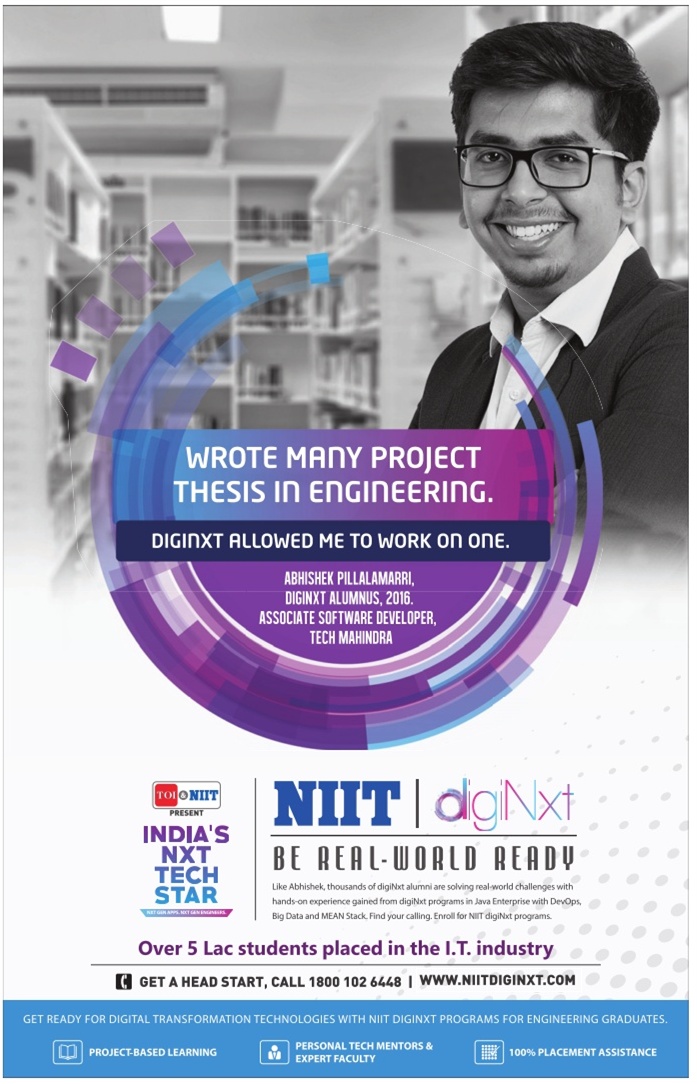 WROTE MANY PROJECT
THESIS IN ENGINEERING.
DIGINXT ALLOWED ME TO WORK ON ONE.
ABHISHEK PILLALAMARRI,
DIGINXT ALUMNUS, 2016.
ASSOCIATE SOFTWARE DEVELOPER,
TECH MAHINDRA
TOI & NIIT
PRESENT
INDIA'S
NXT
TECH
STAR
NXT GEN APPS. NXT GEN ENGINEERS.
NIIT | digiNxt
BE REAL-WORLD READY
Like Abhishek, thousands of digiNxt alumni are solving real-world challenges with
hands-on experience gained from digiNxt programs in Java Enterprise with DevOps,
Big Data and MEAN Stack. Find your calling. Enroll for NIIT digiNxt programs.
Over 5 Lac students placed in the I.T. industry
GET A HEAD START, CALL 1800 102 6448 | WWW.NIITDIGINXT.COM
GET READY FOR DIGITAL TRANSFORMATION TECHNOLOGIES WITH NIIT DIGINXT PROGRAMS FOR ENGINEERING GRADUATES.
PROJECT-BASED LEARNING
PERSONAL TECH MENTORS &
EXPERT FACULTY
100% PLACEMENT ASSISTANCE